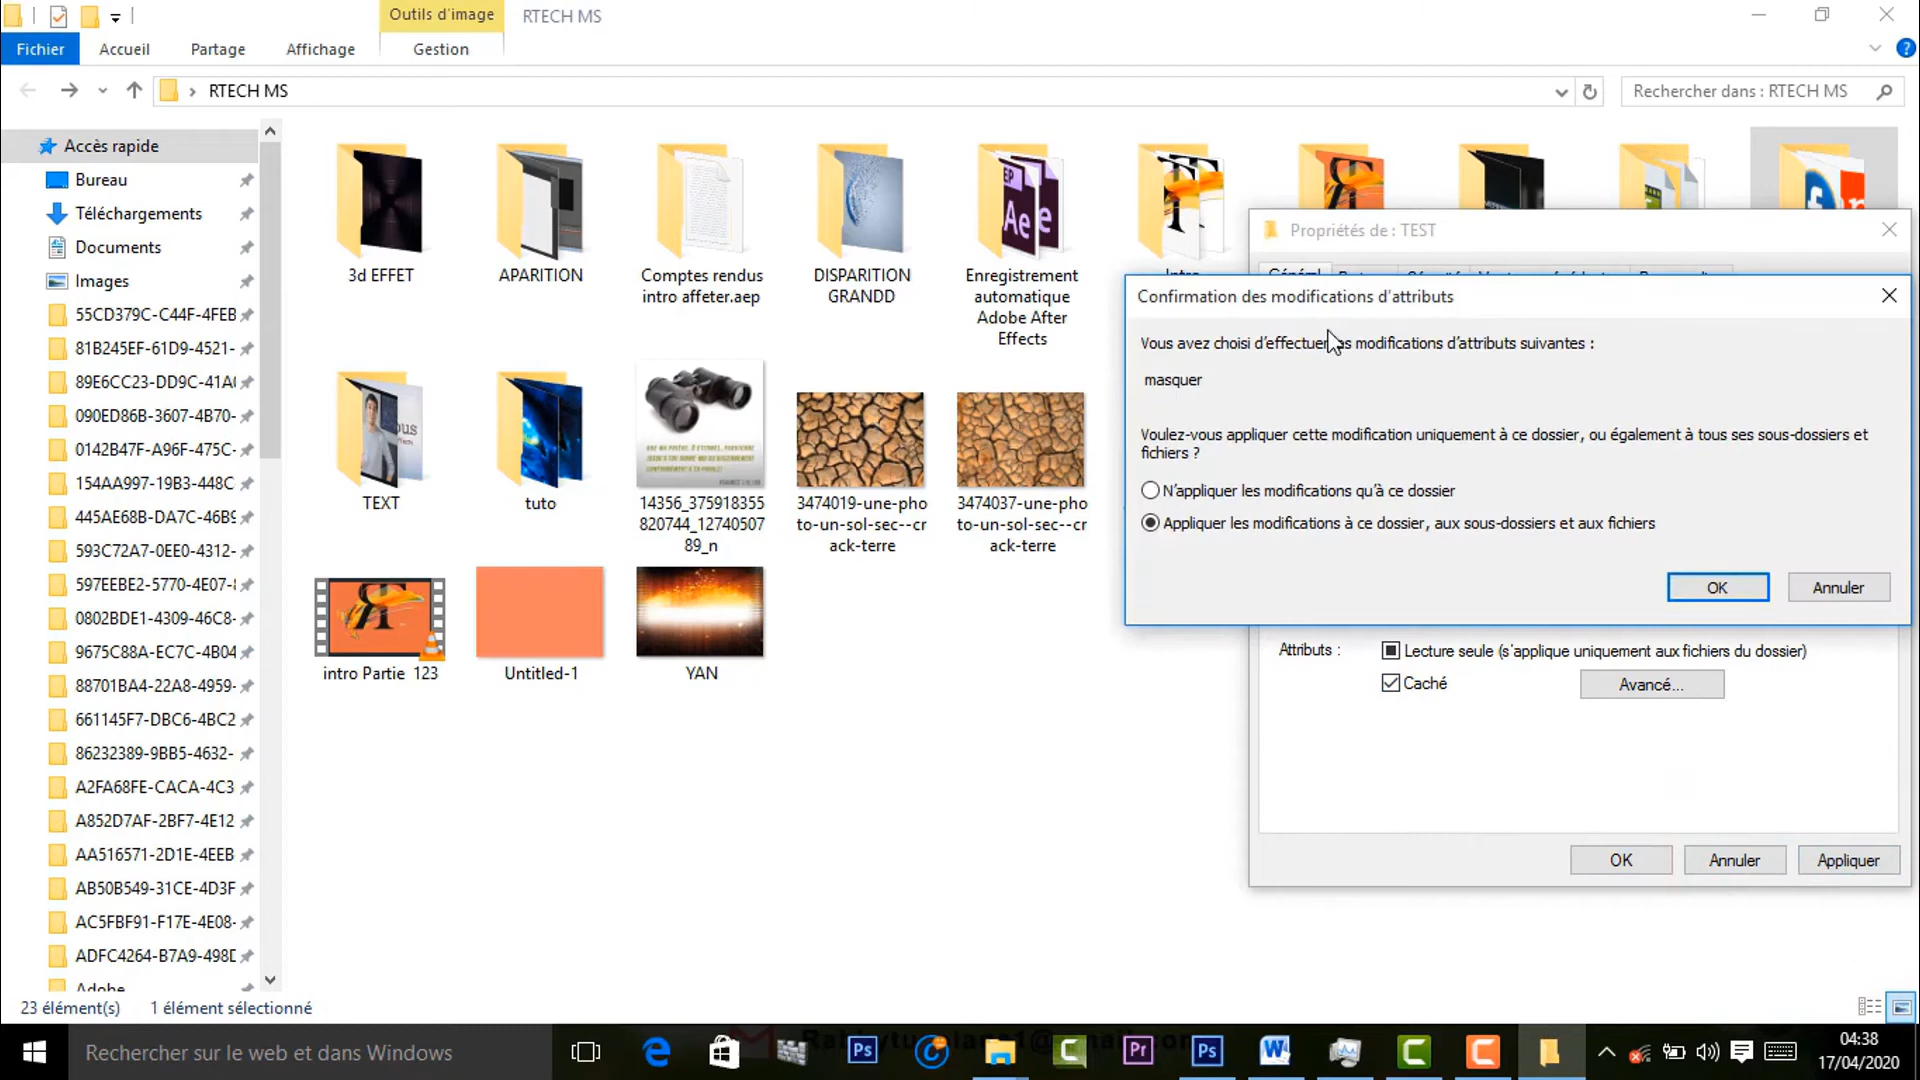 Outils d'image RTECH MS
Fichier Accueil Partage Affichage Gestion
RTECH MS
Rechercher dans : RTECH MS
Accès rapide
Bureau
Téléchargements
Documents
Images
55CD379C-C44F-4FEB
81B245EF-61D9-4521-
89E6CC23-DD9C-41A
090ED86B-3607-4B70-
0142B47F-A96F-475C-
154AA997-19B3-448C
445AE68B-DA7C-46B9
593C72A7-0EE0-4312-
597EEBE2-5770-4E07-
0802BDE1-4309-46C8-
9675C88A-EC7C-4B04
88701BA4-22A8-4959-
661145F7-DBC6-4BC2
86232389-9BB5-4632-
A2FA68FE-CACA-4C3
A852D7AF-2BF7-4E12
AA516571-2D1E-4EEB
AB50B549-31CE-4D3F
AC5FBF91-F17E-4E08-
ADFC4264-B7A9-498D
Adobe
3d EFFET
APARITION
Comptes rendus
intro affeter.aep
DISPARITION
GRANDD
Enregistrement
automatique
Adobe After
Effects
Intro
TEXT
tuto
14356_375918355
820744_12740507
89_n
3474019-une-pho
to-un-sol-sec--cr
ack-terre
3474037-une-pho
to-un-sol-sec--cr
ack-terre
intro Partie 123
Untitled-1
YAN
Propriétés de : TEST
Général
Confirmation des modifications d'attributs
Vous avez choisi d'effectuer modifications d'attributs suivantes :
masquer
Voulez-vous appliquer cette modification uniquement à ce dossier, ou également à tous ses sous-dossiers et
fichiers ?
N'appliquer les modifications qu'à ce dossier
Appliquer les modifications à ce dossier, aux sous-dossiers et aux fichiers
OK Annuler
Attributs : Lecture seule (s'applique uniquement aux fichiers du dossier)
Caché Avancé...
OK Annuler Appliquer
23 élément(s) 1 élément sélectionné
Rechercher sur le web et dans Windows
04:38
17/04/2020